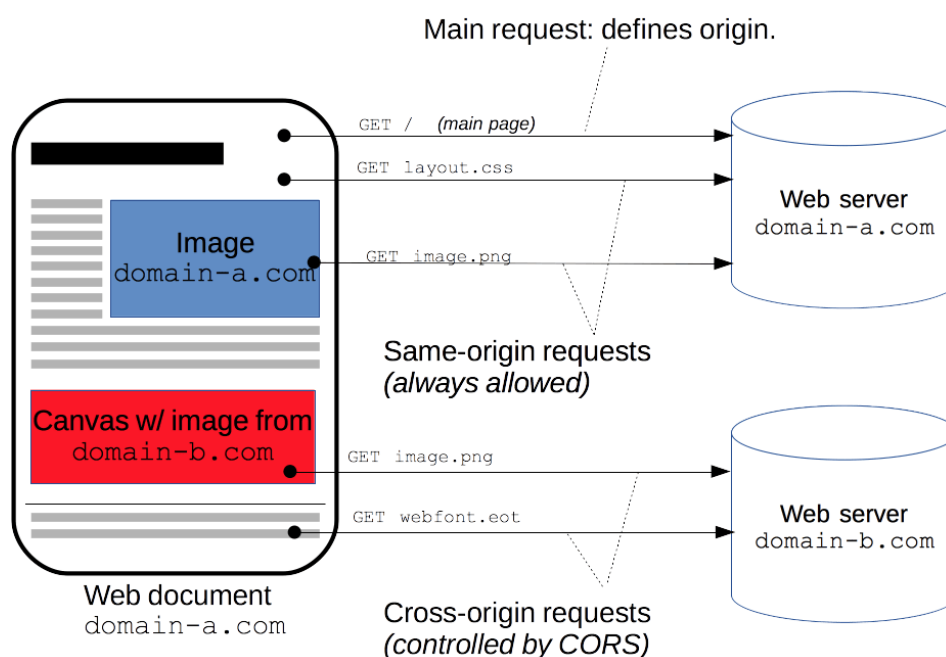 Main request: defines origin.
GET / (main page)
GET layout.css
Web server
domain-a.com
Image
domain-a.com
GET image.png
Same-origin requests
(always allowed)
Canvas w/ image from
domain-b.com
GET image.png
GET webfont.eot
Web server
domain-b.com
Web document
domain-a.com
Cross-origin requests
(controlled by CORS)